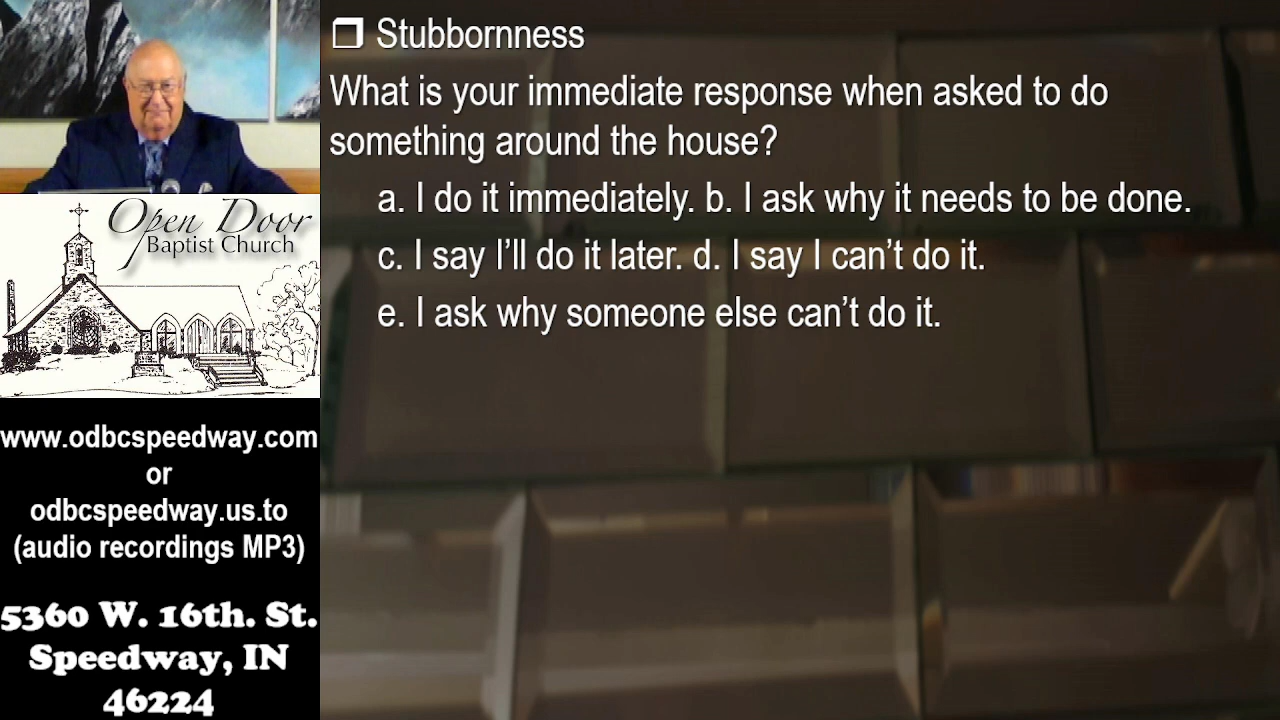 ❒ Stubbornness
What is your immediate response when asked to do
something around the house?
a. I do it immediately. b. I ask why it needs to be done.
c. I say I’ll do it later. d. I say I can’t do it.
e. I ask why someone else can’t do it.
Open Door
Baptist Church
www.odbcspeedway.com
or
odbcspeedway.us.to
(audio recordings MP3)
5360 W. 16th. St.
Speedway, IN
46224